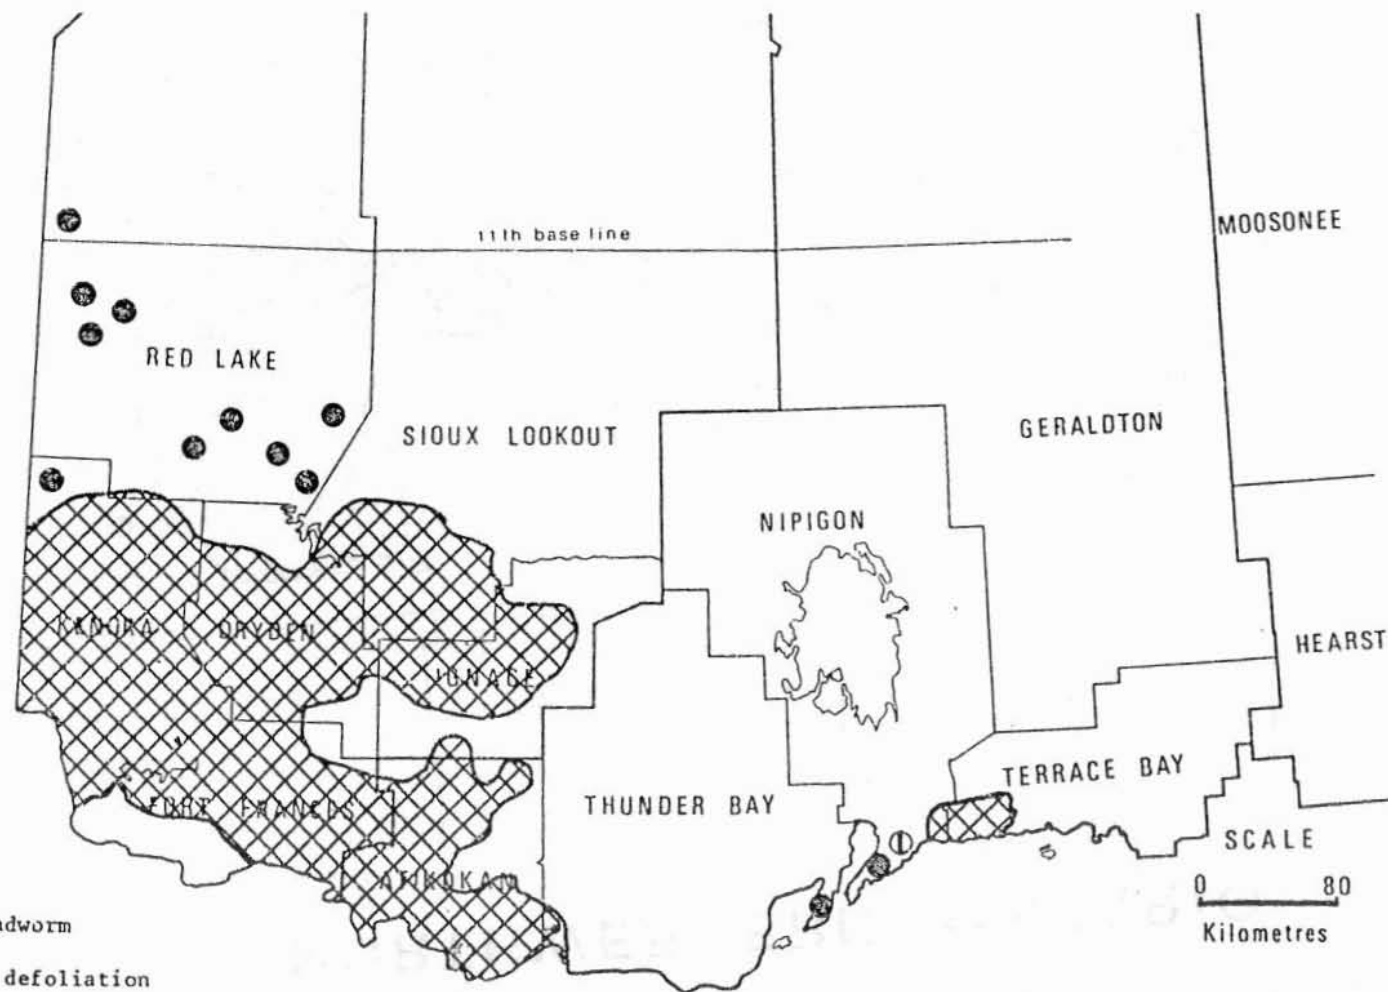 11th base line
MOOSONEE
RED LAKE
SIOUX LOOKOUT
GERALDTON
NIPIGON
KENORA
DRYDEN
IGNACE
HEARST
TERRACE BAY
FORT FRANCES
THUNDER BAY
ATIKOKAN
SCALE
0 80
Kilometres
defoliation